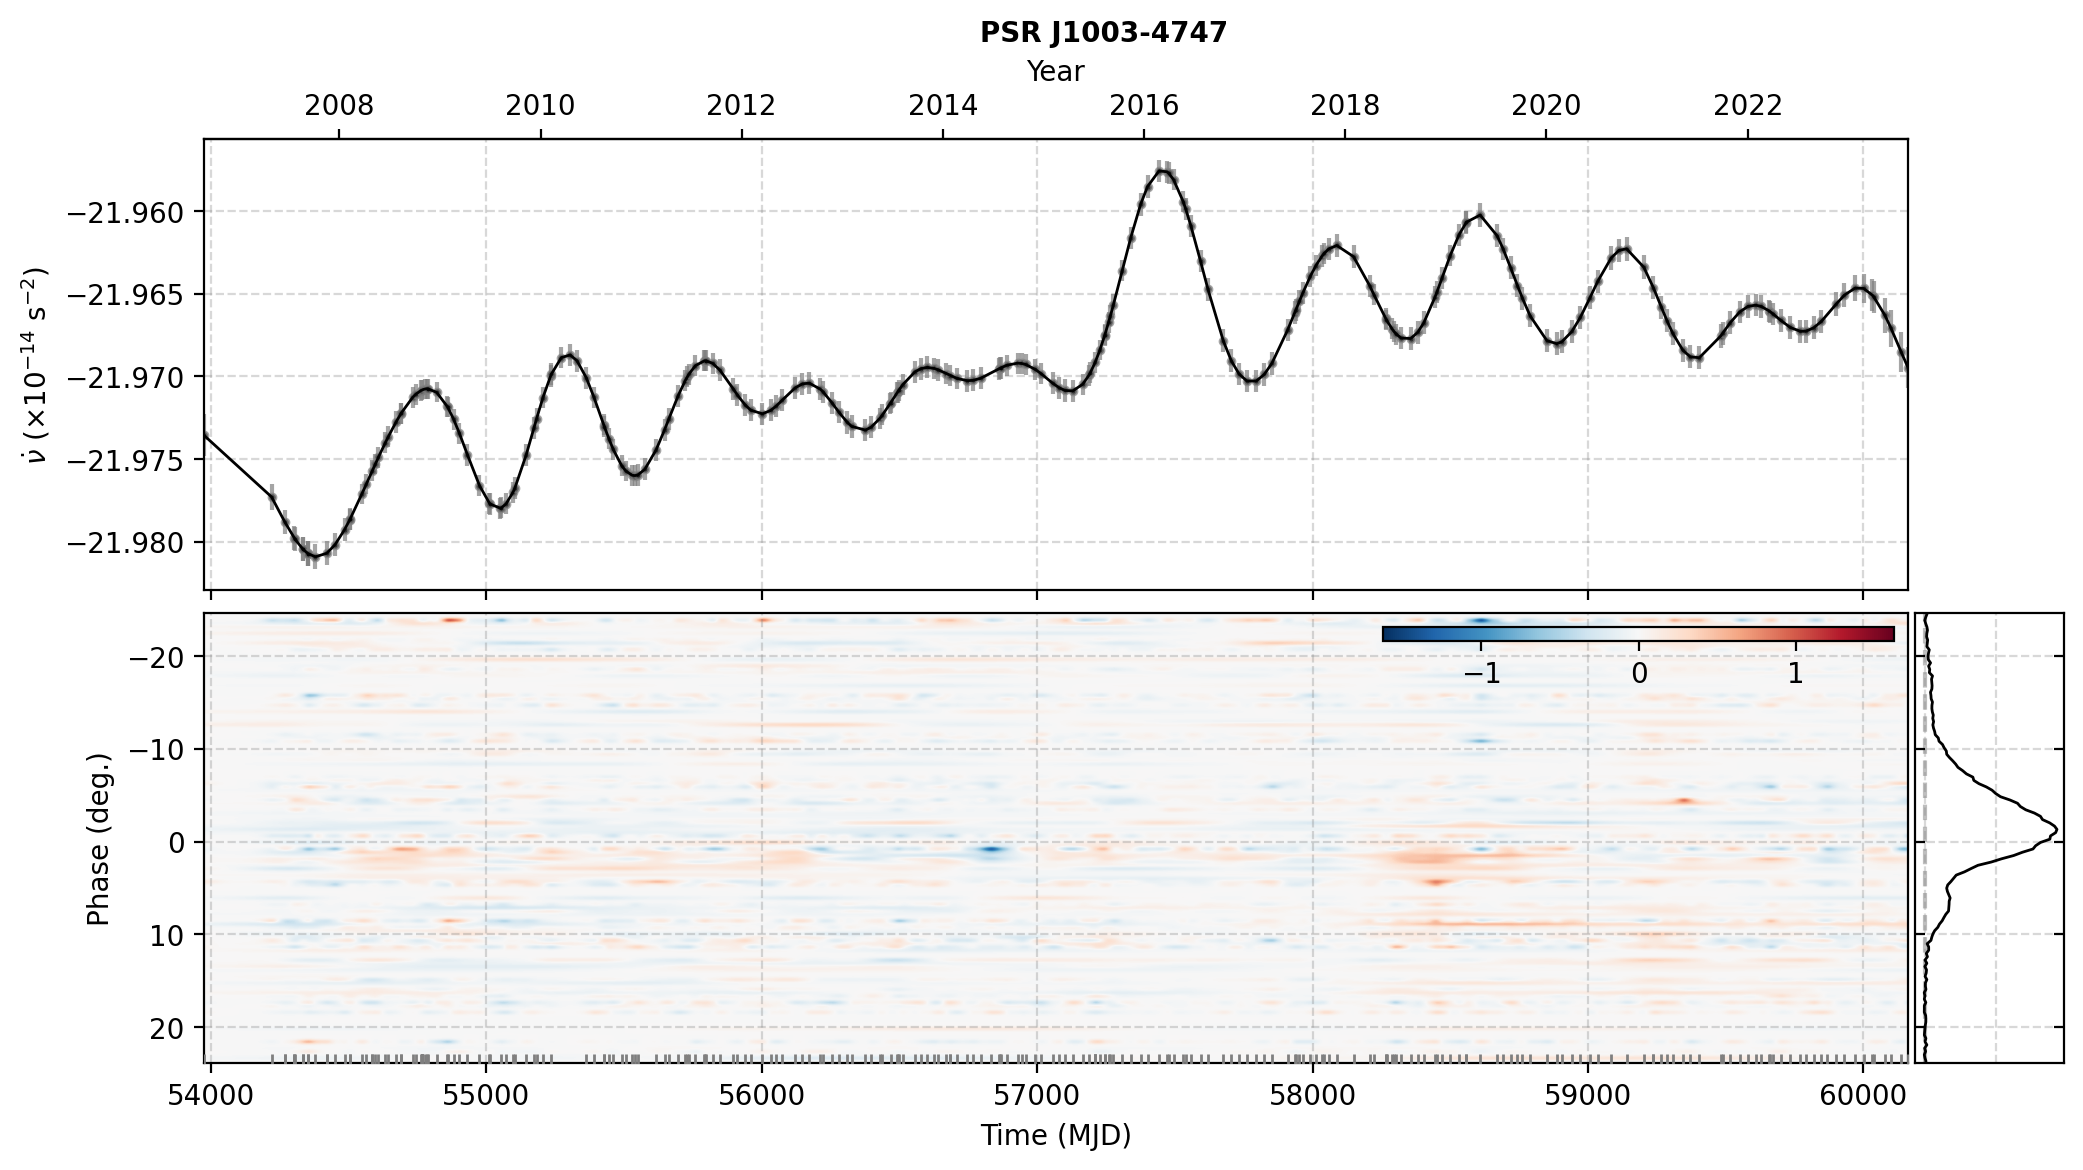 PSR J1003-4747
Year
2008 2010 2012 2014 2016 2018 2020 2022
−21.960
−21.965
−21.970
−21.975
−21.980
ν̇ (×10⁻¹⁴ s⁻²)
−1 0 1
−20
−10
0
10
20
Phase (deg.)
54000 55000 56000 57000 58000 59000 60000
Time (MJD)